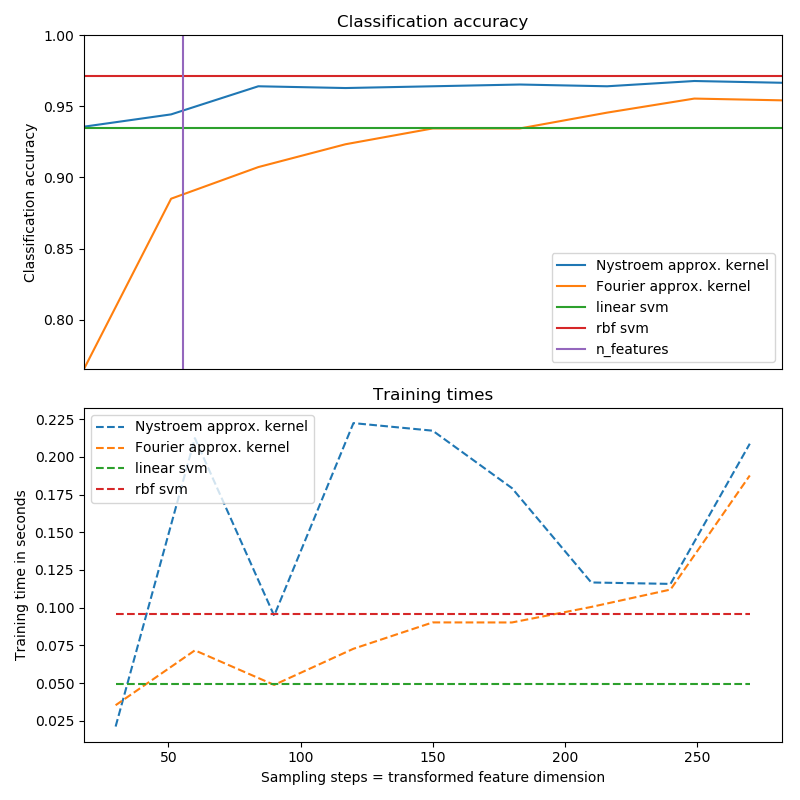 Classification accuracy
1.00
0.95
0.90
0.85
0.80
Classification accuracy
Nystroem approx. kernel
Fourier approx. kernel
linear svm
rbf svm
n_features
Training times
0.225
0.200
0.175
0.150
0.125
0.100
0.075
0.050
0.025
Training time in seconds
Nystroem approx. kernel
Fourier approx. kernel
linear svm
rbf svm
50 100 150 200 250
Sampling steps = transformed feature dimension